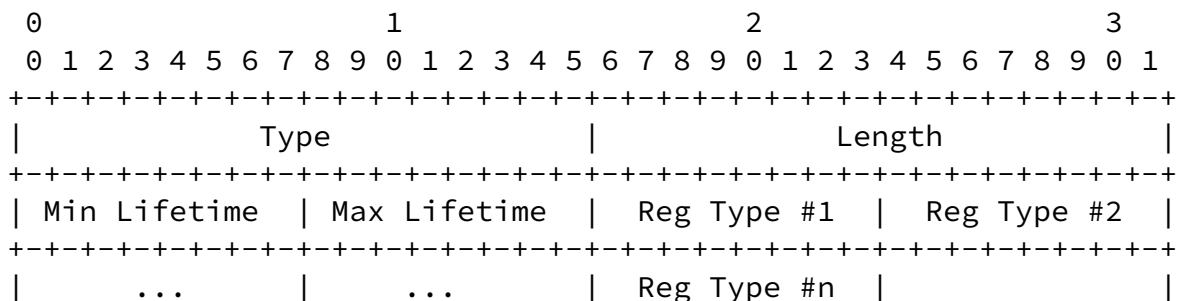 0                   1                   2                   3
 0 1 2 3 4 5 6 7 8 9 0 1 2 3 4 5 6 7 8 9 0 1 2 3 4 5 6 7 8 9 0 1
+-+-+-+-+-+-+-+-+-+-+-+-+-+-+-+-+-+-+-+-+-+-+-+-+-+-+-+-+-+-+-+-+
|             Type              |             Length            |
+-+-+-+-+-+-+-+-+-+-+-+-+-+-+-+-+-+-+-+-+-+-+-+-+-+-+-+-+-+-+-+-+
| Min Lifetime  | Max Lifetime  |  Reg Type #1  |  Reg Type #2  |
+-+-+-+-+-+-+-+-+-+-+-+-+-+-+-+-+-+-+-+-+-+-+-+-+-+-+-+-+-+-+-+-+
|      ...      |     ...       |  Reg Type #n  |               |